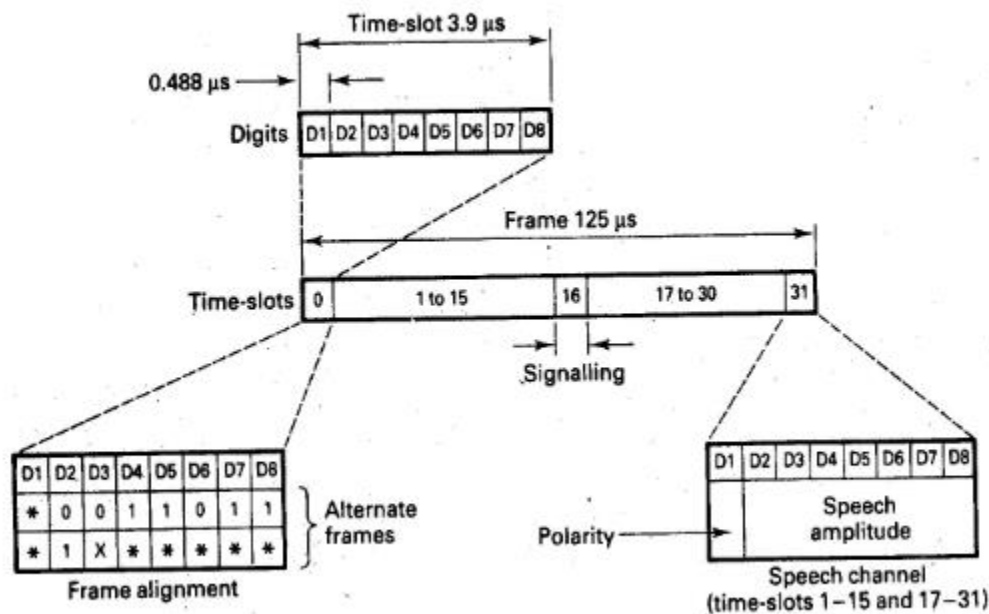 Time-slot 3.9 µs
0.488 µs
Digits D1 D2 D3 D4 D5 D6 D7 D8
Frame 125 µs
Time-slots 0 1 to 15 16 17 to 30 31
Signalling
D1 D2 D3 D4 D5 D6 D7 D8
* 0 0 1 1 0 1 1
* 1 X * * * * *
Alternate
frames
Frame alignment
D1 D2 D3 D4 D5 D6 D7 D8
Polarity
Speech
amplitude
Speech channel
(time-slots 1–15 and 17–31)